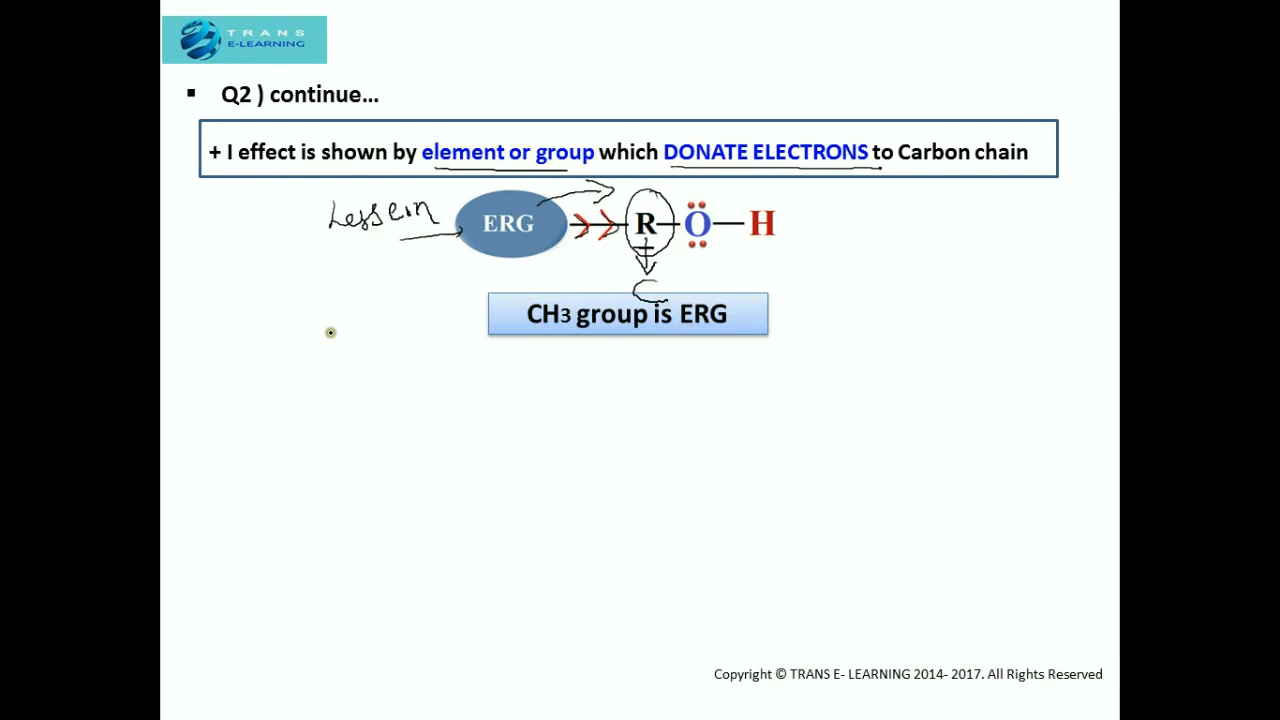 TRANS
E-LEARNING
▪ Q2 ) continue...
+ I effect is shown by element or group which DONATE ELECTRONS to Carbon chain
Less EN
ERG R O H
C
CH3 group is ERG
Copyright © TRANS E- LEARNING 2014- 2017. All Rights Reserved